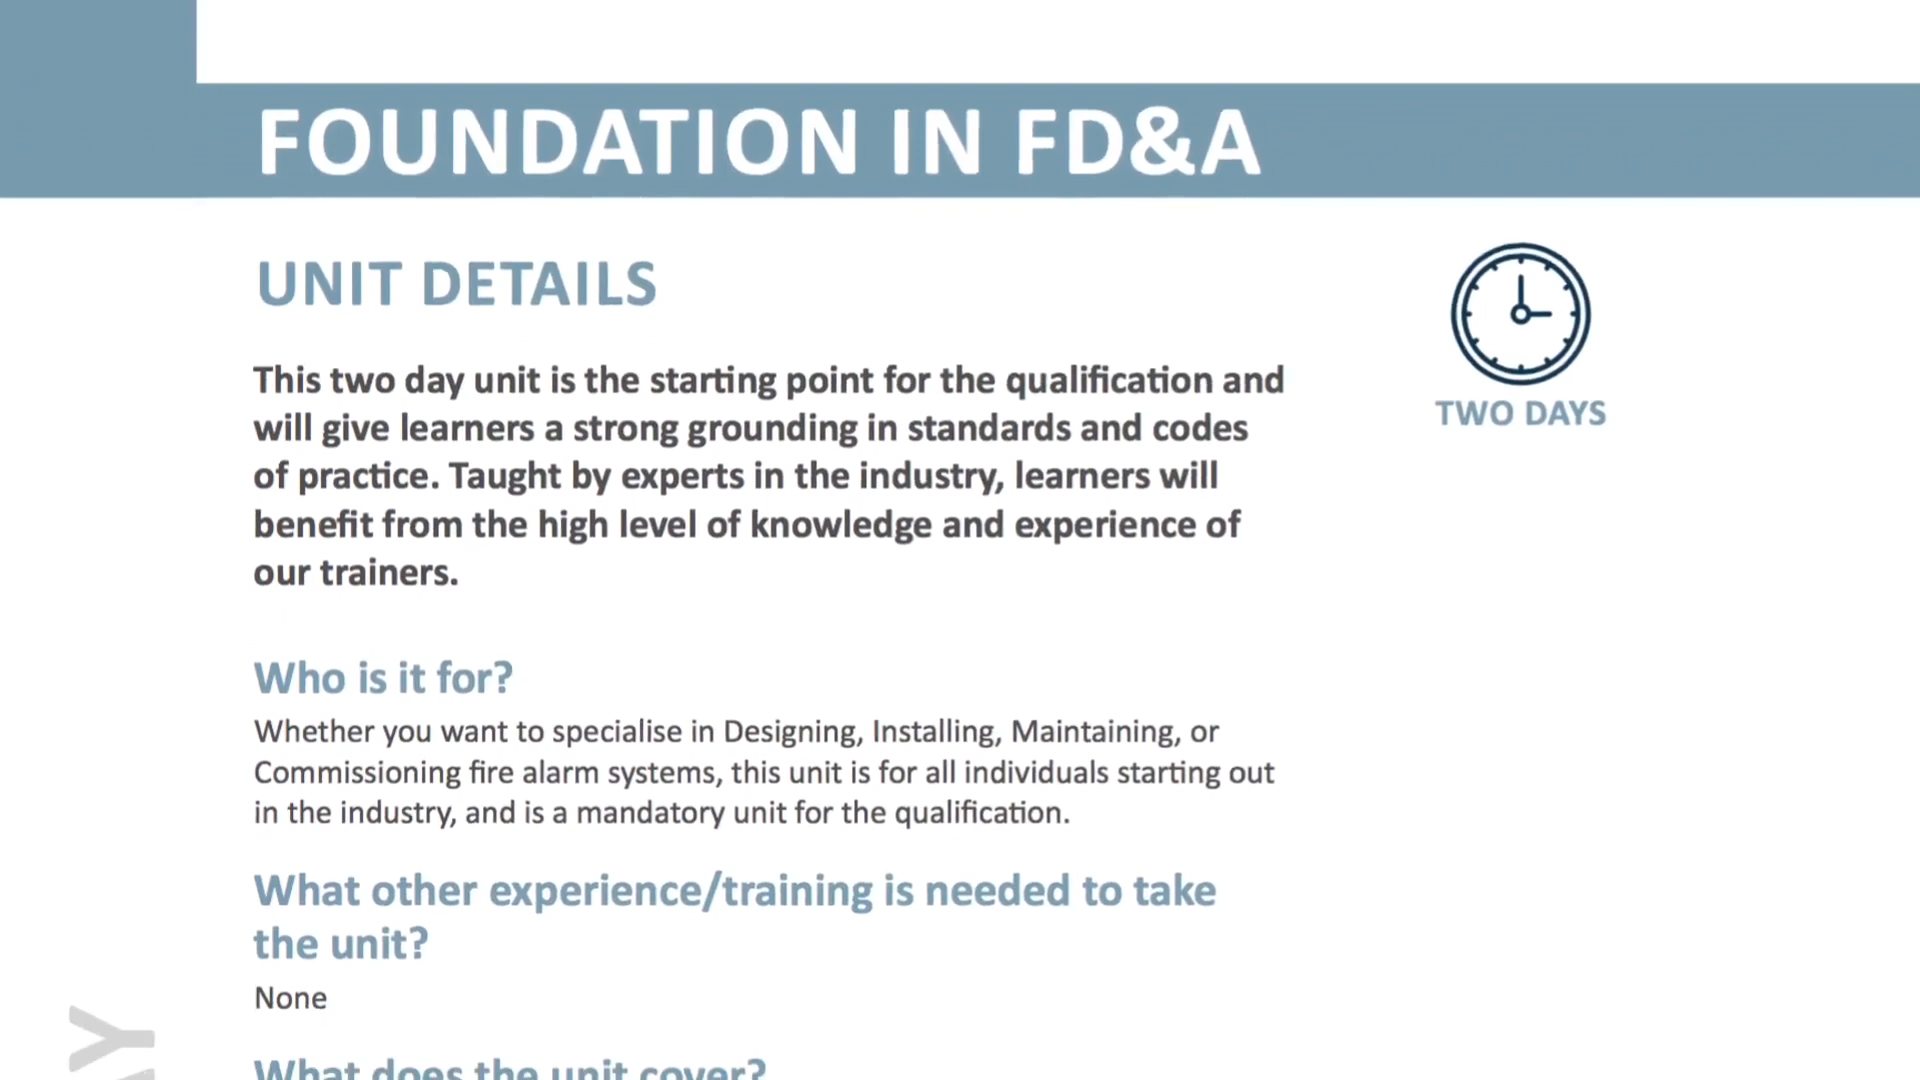 FOUNDATION IN FD&A
UNIT DETAILS
TWO DAYS
This two day unit is the starting point for the qualification and
will give learners a strong grounding in standards and codes
of practice. Taught by experts in the industry, learners will
benefit from the high level of knowledge and experience of
our trainers.
Who is it for?
Whether you want to specialise in Designing, Installing, Maintaining, or
Commissioning fire alarm systems, this unit is for all individuals starting out
in the industry, and is a mandatory unit for the qualification.
What other experience/training is needed to take
the unit?
None
What does the unit cover?